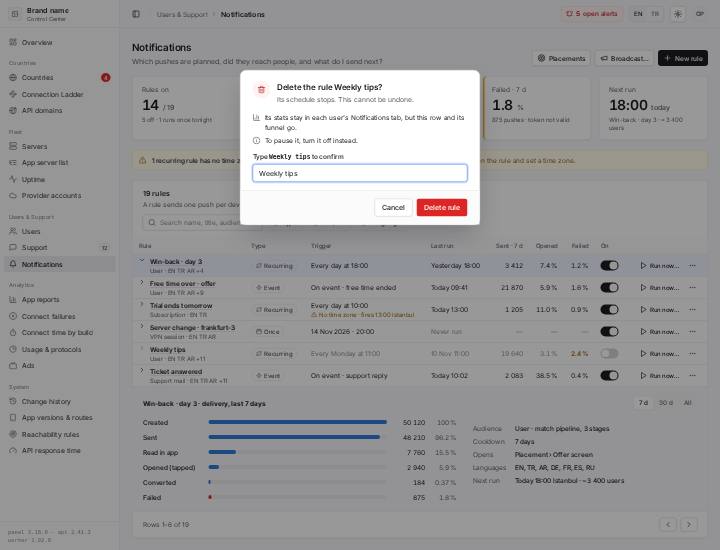 Brand name
Control Center
Users & Support › Notifications
5 open alerts
EN TR
OP
Overview
Countries
Countries 4
Connection Ladder
API domains
Fleet
Servers
App server list
Uptime
Provider accounts
Users & Support
Users
Support 12
Notifications
Analytics
App reports
Connect failures
Connect time by build
Usage & protocols
Ads
System
Change history
App versions & routes
Reachability rules
API response time
Notifications
Which pushes are planned, did they reach people, and what do I send next?
Placements
Broadcast...
New rule
Rules on
14 / 19
5 off · 1 runs once tonight
Failed · 7 d
1.8 %
875 pushes · token not valid
Next run
18:00 today
Win-back · day 3 · ~3 400
users
1 recurring rule has no time z
n the rule and set a time zone.
Delete the rule Weekly tips?
Its schedule stops. This cannot be undone.
Its stats stay in each user's Notifications tab, but this row and its
funnel go.
To pause it, turn it off instead.
Type Weekly tips to confirm
Weekly tips
Cancel
Delete rule
19 rules
A rule sends one push per dev
Search name, title, audien
Rule Type Trigger Last run Sent · 7 d Opened Failed On
Win-back · day 3
User · EN TR AR +4
Recurring Every day at 18:00 Yesterday 18:00 3 412 7.4 % 1.2 % Run now...
Free time over · offer
User · EN TR AR +9
Event On event · free time ended Today 09:41 21 870 5.9 % 1.6 % Run now...
Trial ends tomorrow
Subscription · EN TR
Recurring Every day at 10:00
No time zone · fires 13:00 Istanbul
Today 13:00 1 205 11.0 % 0.9 % Run now...
Server change · frankfurt-3
VPN session · EN TR AR
Once 14 Nov 2026 · 20:00 Never run — — — Run now...
Weekly tips
User · EN TR AR +11
Recurring Every Monday at 11:00 10 Nov 11:00 19 640 3.1 % 2.4 % Run now...
Ticket answered
Support mail · EN TR AR +11
Event On event · support reply Today 10:02 2 083 38.5 % 0.4 % Run now...
Win-back · day 3 · delivery, last 7 days
7 d 30 d All
Created 50 120 100 %
Sent 48 210 96.2 %
Read in app 7 760 15.5 %
Opened (tapped) 2 940 5.9 %
Converted 184 0.37 %
Failed 875 1.8 %
Audience User · match pipeline, 3 stages
Cooldown 7 days
Opens Placement › Offer screen
Languages EN, TR, AR, DE, FR, ES, RU
Next run Today 18:00 Istanbul · ~3 400 users
Rows 1-6 of 19